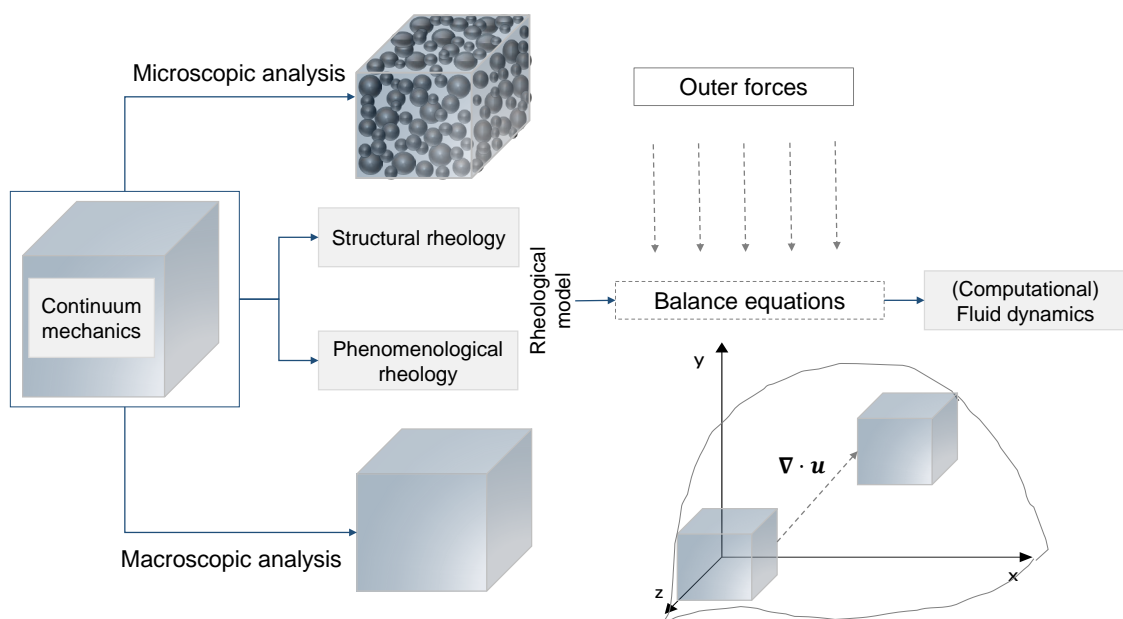 Microscopic analysis
Outer forces
Structural rheology
Continuum
mechanics
Rheological
model
Balance equations
(Computational)
Fluid dynamics
Phenomenological
rheology
y
∇ · u
Macroscopic analysis
x
z